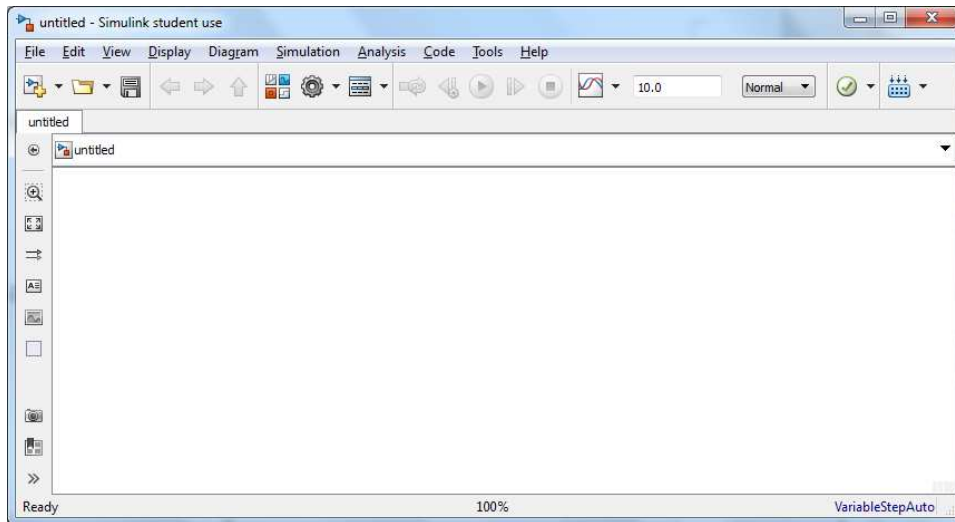 untitled - Simulink student use
File Edit View Display Diagram Simulation Analysis Code Tools Help
10.0 Normal
untitled
untitled
Ready 100% VariableStepAuto